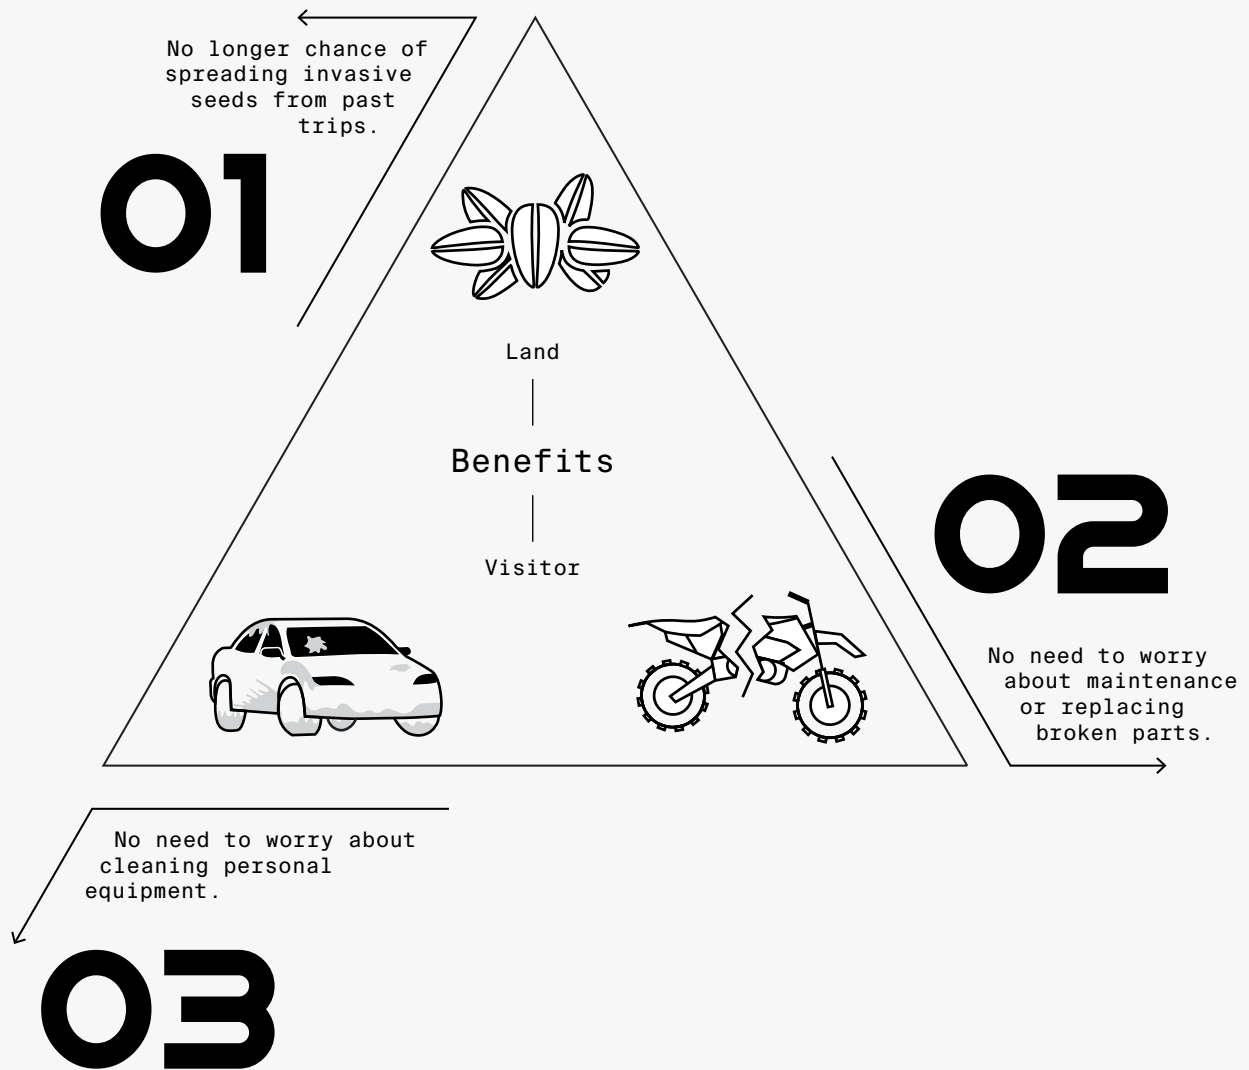 No longer chance of
spreading invasive
seeds from past
trips.
01
Land
Benefits
Visitor
02
No need to worry
about maintenance
or replacing
broken parts.
No need to worry about
cleaning personal
equipment.
03